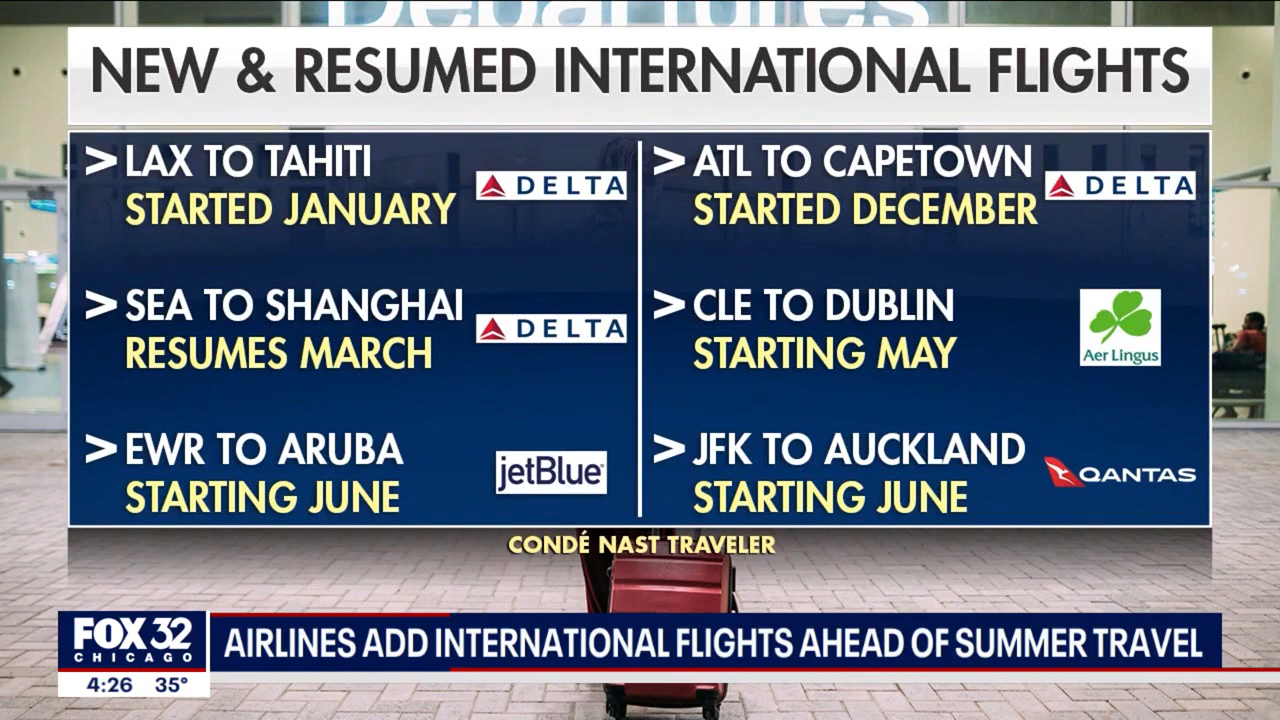 Departures
NEW & RESUMED INTERNATIONAL FLIGHTS
> LAX TO TAHITI
STARTED JANUARY
DELTA
> SEA TO SHANGHAI
RESUMES MARCH
DELTA
> EWR TO ARUBA
STARTING JUNE
jetBlue
> ATL TO CAPETOWN
STARTED DECEMBER
DELTA
> CLE TO DUBLIN
STARTING MAY
Aer Lingus
> JFK TO AUCKLAND
STARTING JUNE
QANTAS
CONDÉ NAST TRAVELER
FOX 32
CHICAGO
AIRLINES ADD INTERNATIONAL FLIGHTS AHEAD OF SUMMER TRAVEL
4:26 35°